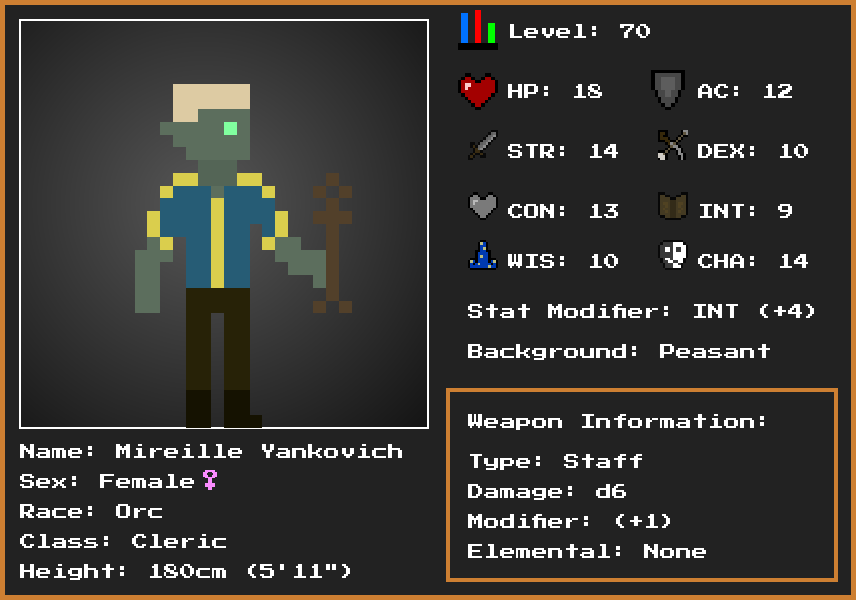 Level: 70
HP: 18 AC: 12
STR: 14 DEX: 10
CON: 13 INT: 9
WIS: 10 CHA: 14
Stat Modifier: INT (+4)
Background: Peasant
Weapon Information:
Type: Staff
Damage: d6
Modifier: (+1)
Elemental: None
Name: Mireille Yankovich
Sex: Female♀
Race: Orc
Class: Cleric
Height: 180cm (5'11")